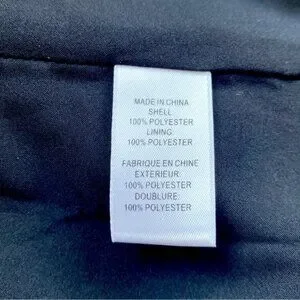 MADE IN CHINA
SHELL
100% POLYESTER
LINING:
100% POLYESTER
FABRIQUE EN CHINE
EXTERIEUR:
100% POLYESTER
DOUBLURE:
100% POLYESTER